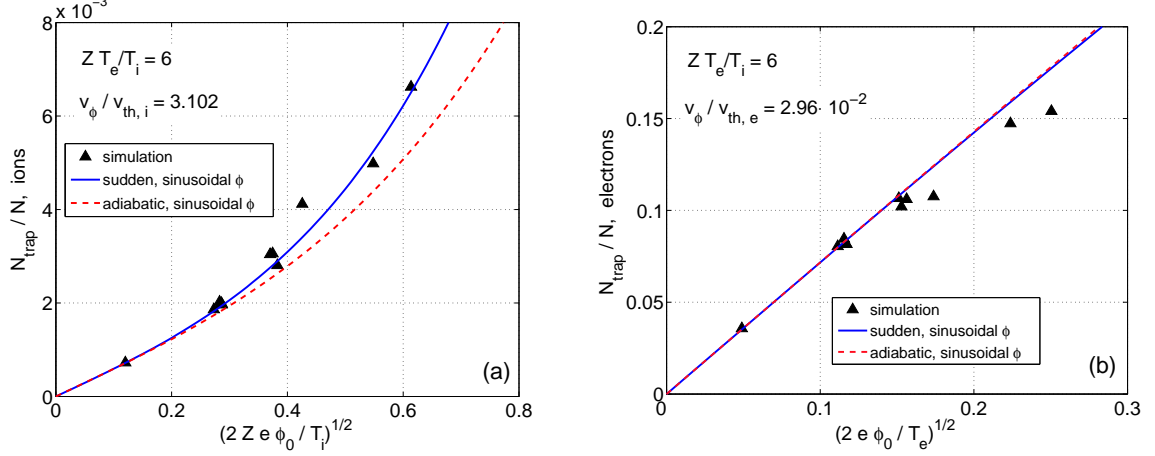 x 10⁻³
8
6
4
2
0
N_trap / N, ions
Z T_e/T_i = 6
v_ϕ / v_th, i = 3.102
simulation
sudden, sinusoidal ϕ
adiabatic, sinusoidal ϕ
(a)
0 0.2 0.4 0.6 0.8
(2 Z e ϕ_0 / T_i)^1/2
0.2
0.15
0.1
0.05
0
N_trap / N, electrons
Z T_e/T_i = 6
v_ϕ / v_th, e = 2.96· 10⁻²
simulation
sudden, sinusoidal ϕ
adiabatic, sinusoidal ϕ
(b)
0 0.1 0.2 0.3
(2 e ϕ_0 / T_e)^1/2